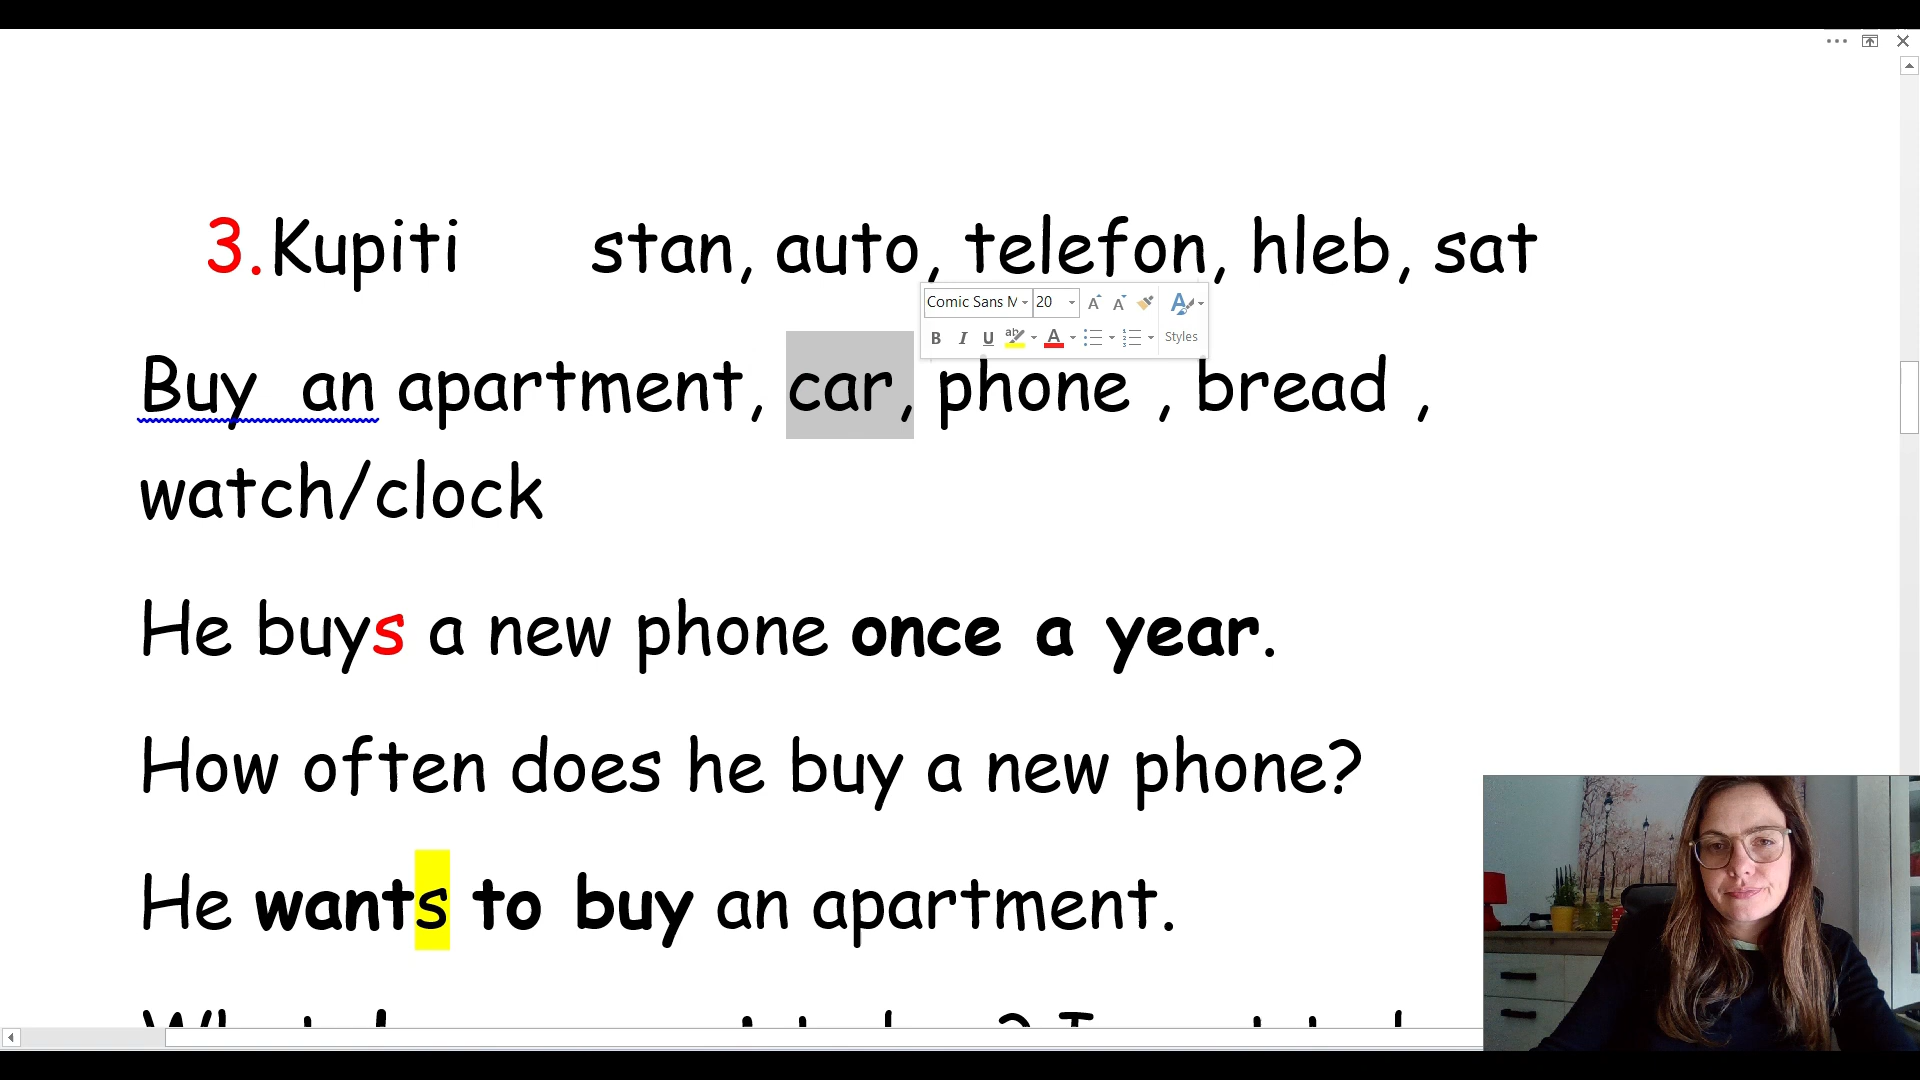 3. Kupiti stan, auto, telefon, hleb, sat
Comic Sans M 20
B I U Styles
Buy an apartment, car, phone , bread ,
watch/clock
He buys a new phone once a year.
How often does he buy a new phone?
He wants to buy an apartment.